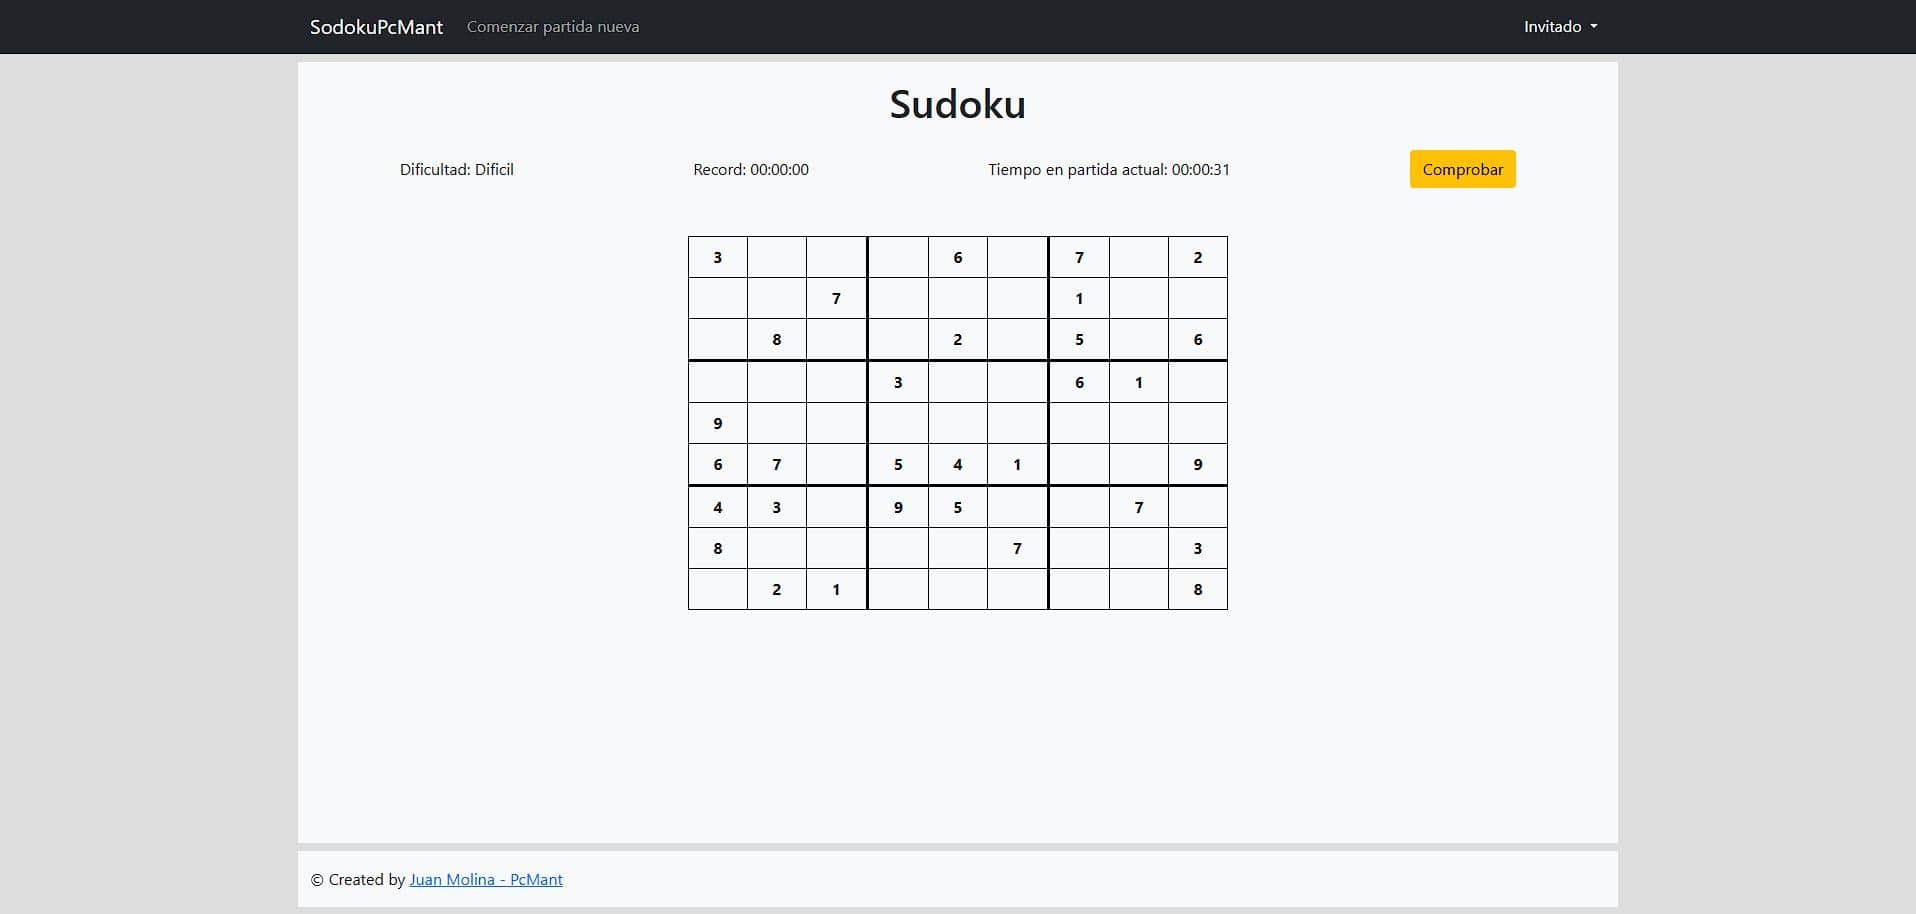 SodokuPcMant Comenzar partida nueva Invitado
Sudoku
Dificultad: Dificil Record: 00:00:00 Tiempo en partida actual: 00:00:31 Comprobar
3 6 7 2
7 1
8 2 5 6
3 6 1
9
6 7 5 4 1 9
4 3 9 5 7
8 7 3
2 1 8
© Created by Juan Molina - PcMant